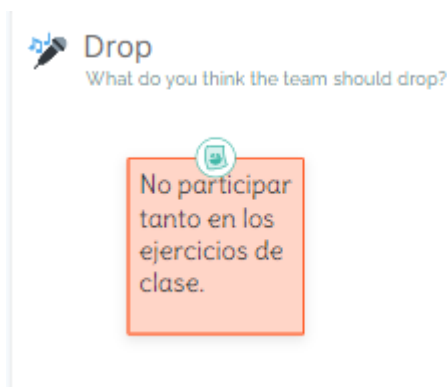 Drop
What do you think the team should drop?
No participar
tanto en los
ejercicios de
clase.